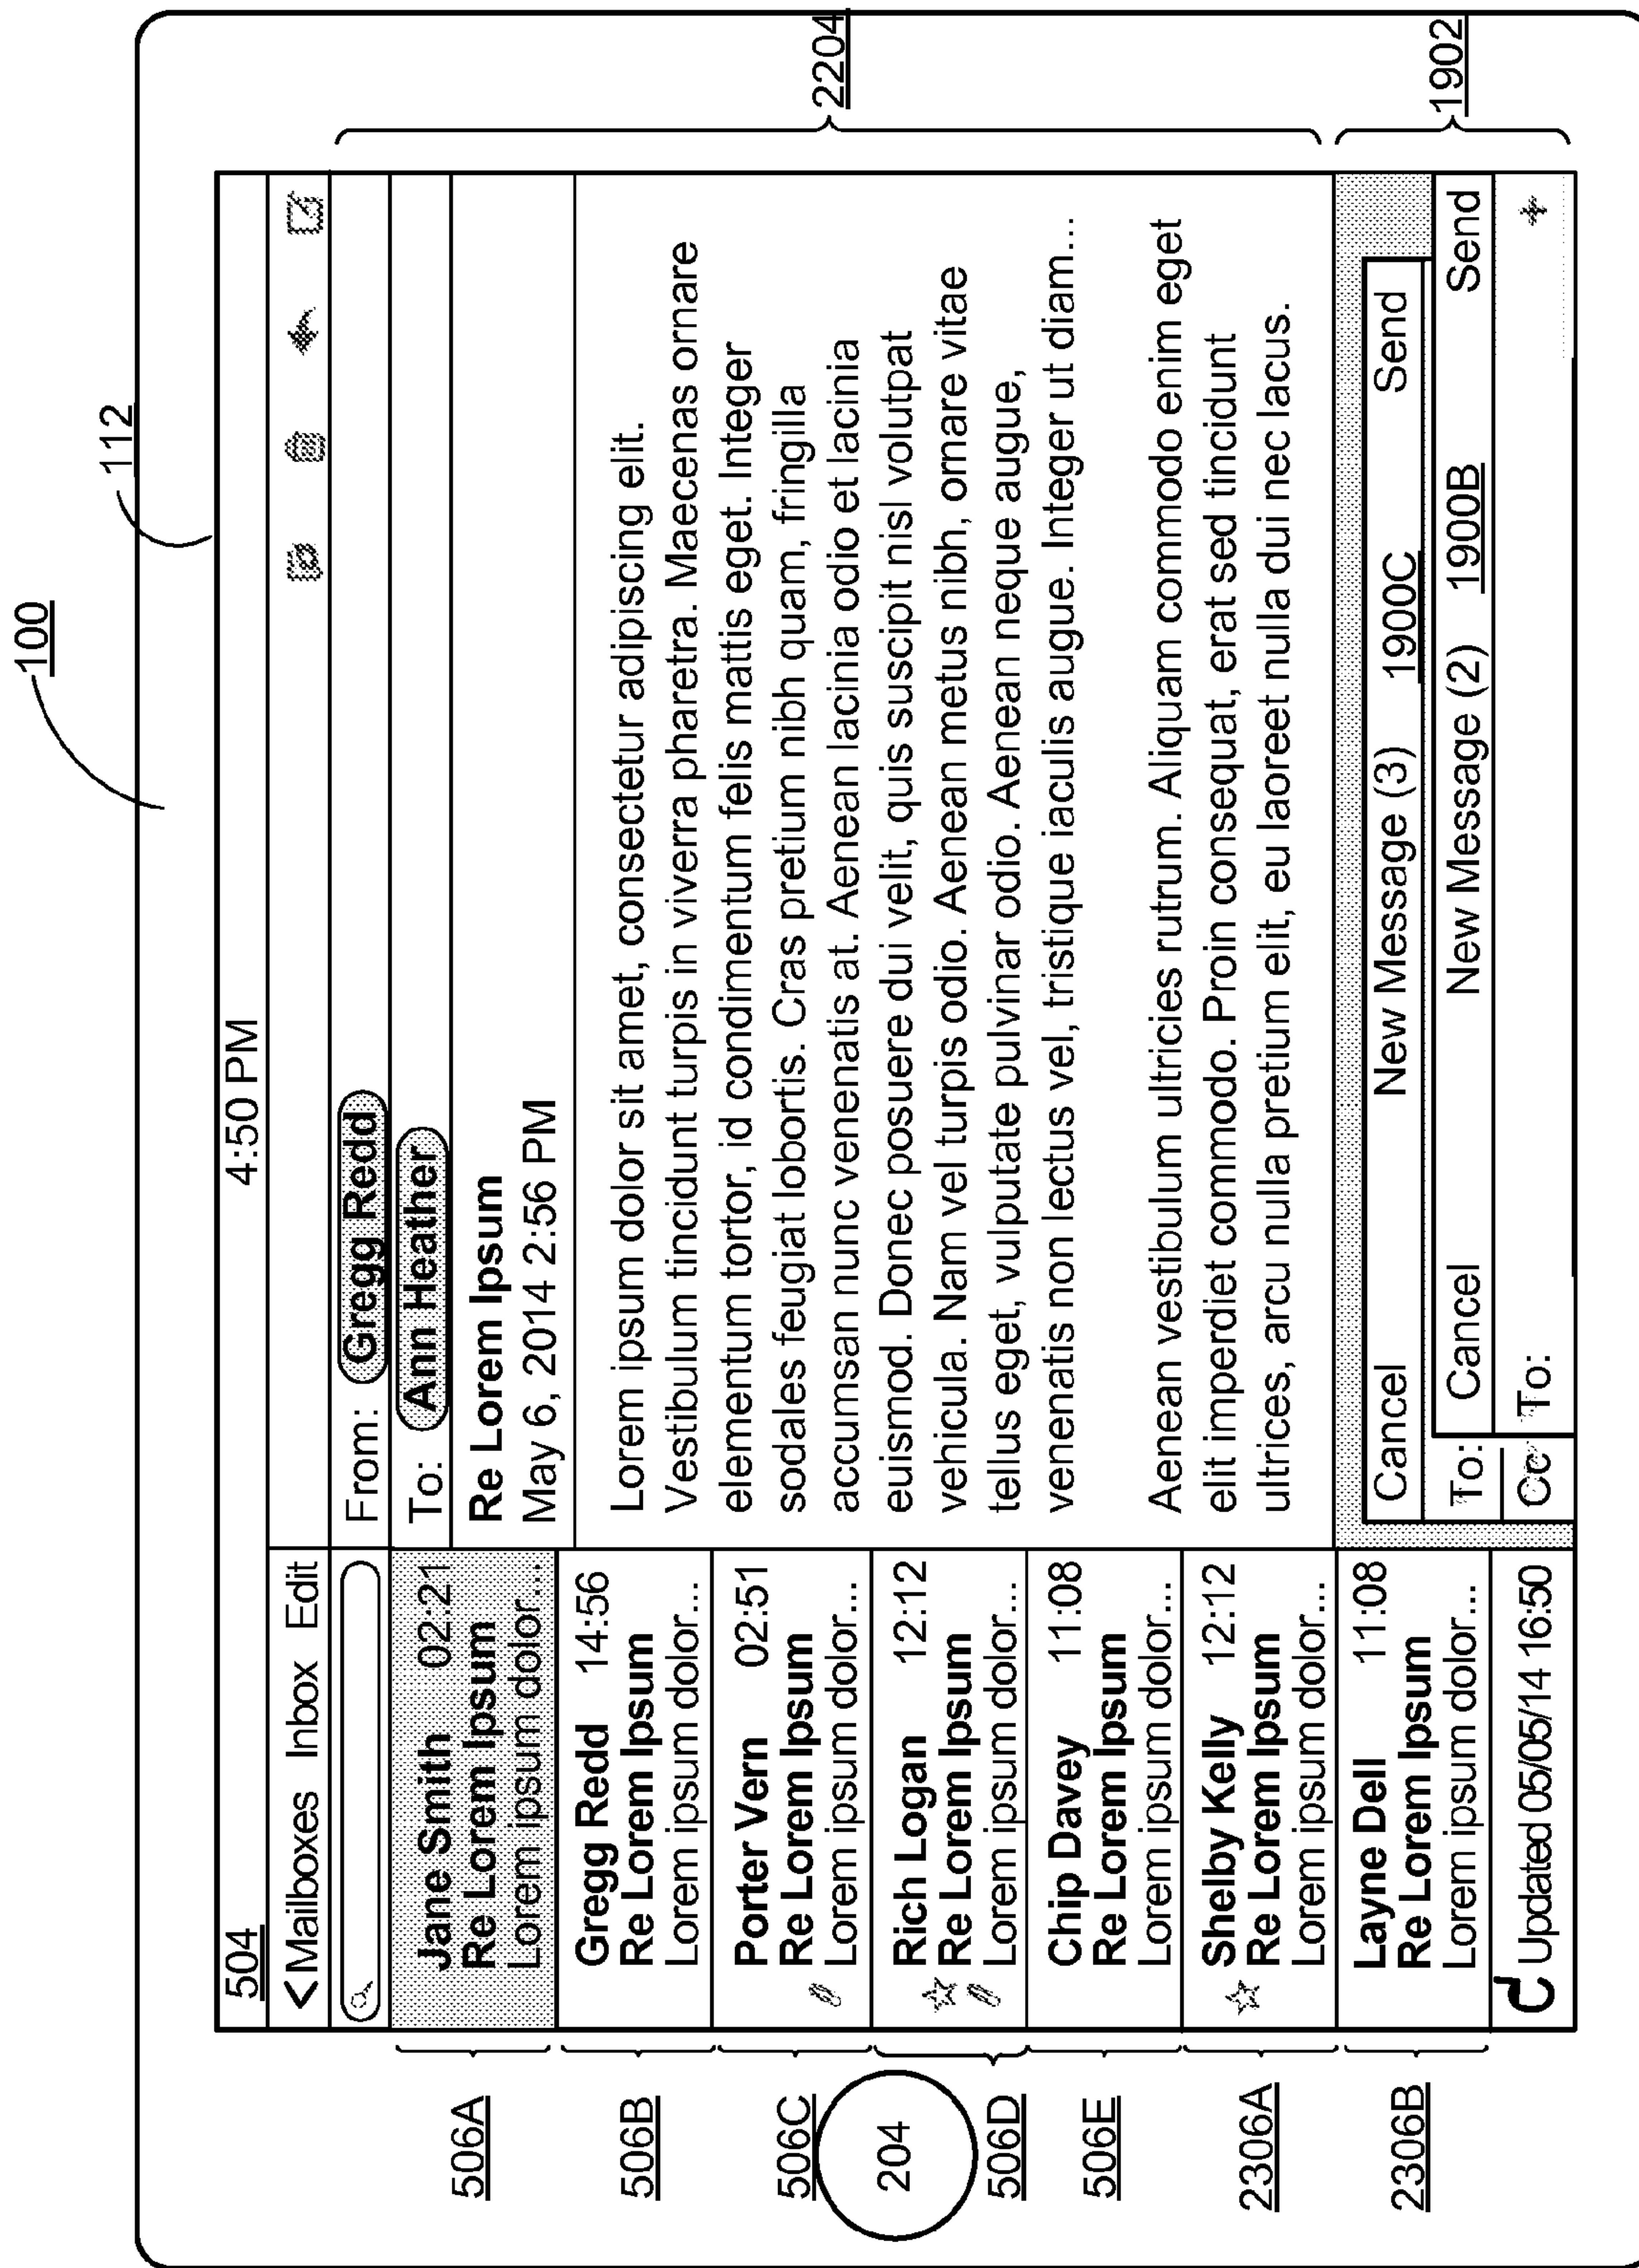 100
112
504
4:50 PM
<Mailboxes Inbox Edit
From: Gregg Redd
To: Ann Heather
Re Lorem Ipsum
May 6, 2014 2:56 PM
Lorem ipsum dolor sit amet, consectetur adipiscing elit.
Vestibulum tincidunt turpis in viverra pharetra. Maecenas ornare
elementum tortor, id condimentum felis mattis eget. Integer
sodales feugiat lobortis. Cras pretium nibh quam, fringilla
accumsan nunc venenatis at. Aenean lacinia odio et lacinia
euismod. Donec posuere dui velit, quis suscipit nisl volutpat
vehicula. Nam vel turpis odio. Aenean metus nibh, ornare vitae
tellus eget, vulputate pulvinar odio. Aenean neque augue,
venenatis non lectus vel, tristique iaculis augue. Integer ut diam...
Aenean vestibulum ultricies rutrum. Aliquam commodo enim eget
elit imperdiet commodo. Proin consequat, erat sed tincidunt
ultrices, arcu nulla pretium elit, eu laoreet nulla dui nec lacus.
2204
506A
Jane Smith 02:21
Re Lorem Ipsum
Lorem ipsum dolor...
506B
Gregg Redd 14:56
Re Lorem Ipsum
Lorem ipsum dolor...
506C
Porter Vern 02:51
Re Lorem Ipsum
Lorem ipsum dolor...
204
506D
Rich Logan 12:12
Re Lorem Ipsum
Lorem ipsum dolor...
506E
Chip Davey 11:08
Re Lorem Ipsum
Lorem ipsum dolor...
2306A
Shelby Kelly 12:12
Re Lorem Ipsum
Lorem ipsum dolor...
2306B
Layne Dell 11:08
Re Lorem Ipsum
Lorem ipsum dolor...
Updated 05/05/14 16:50
Cancel New Message (3) 1900C Send
To:
Cc
Cancel New Message (2) 1900B Send
To:
1902